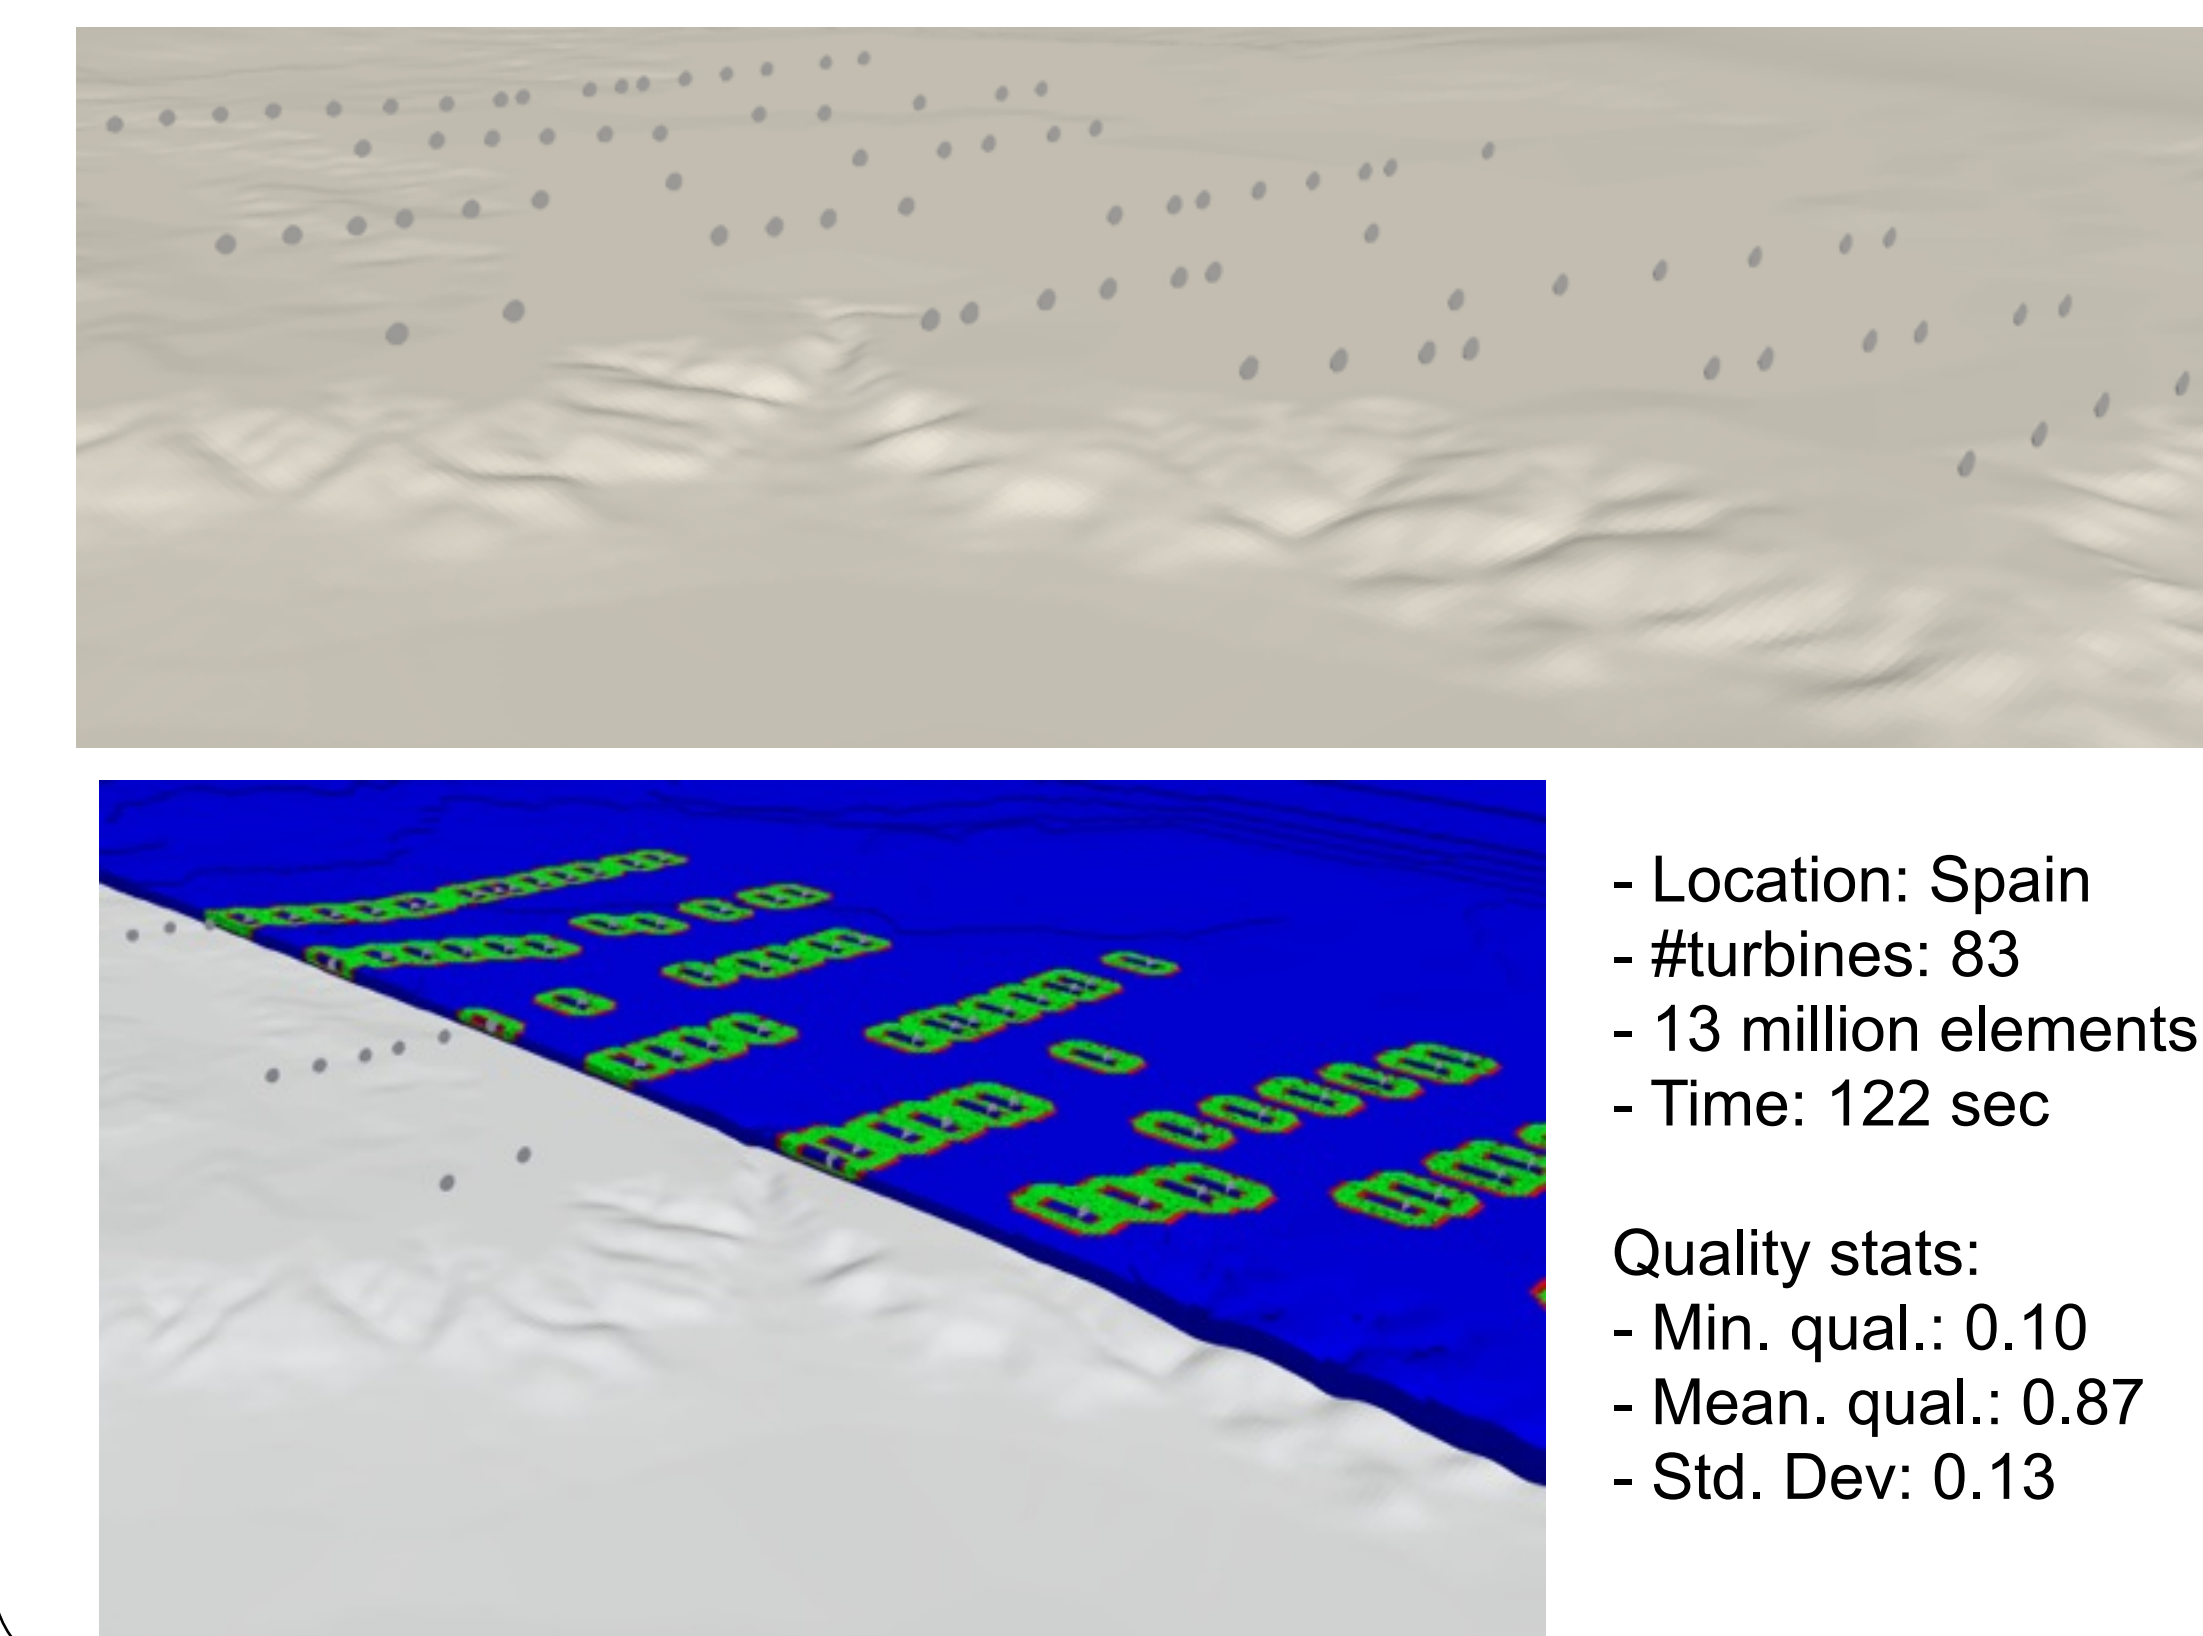 - Location: Spain
- #turbines: 83
- 13 million elements
- Time: 122 sec
Quality stats:
- Min. qual.: 0.10
- Mean. qual.: 0.87
- Std. Dev: 0.13